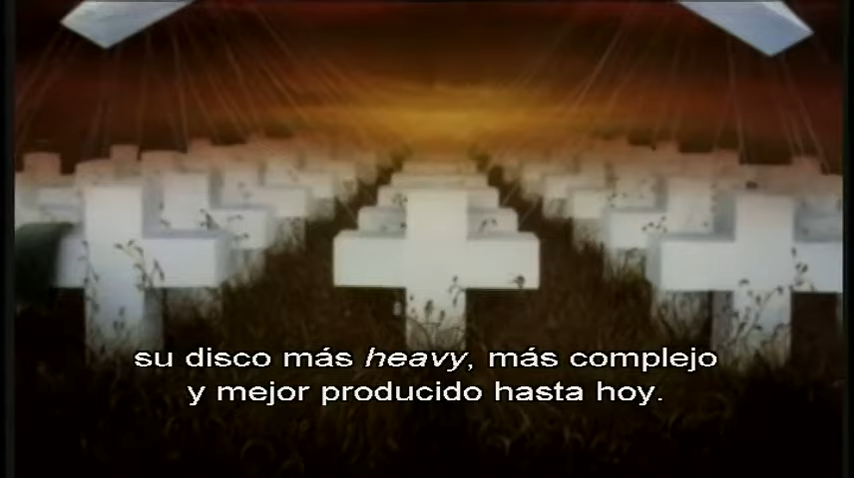 su disco más heavy, más complejo
y mejor producido hasta hoy.